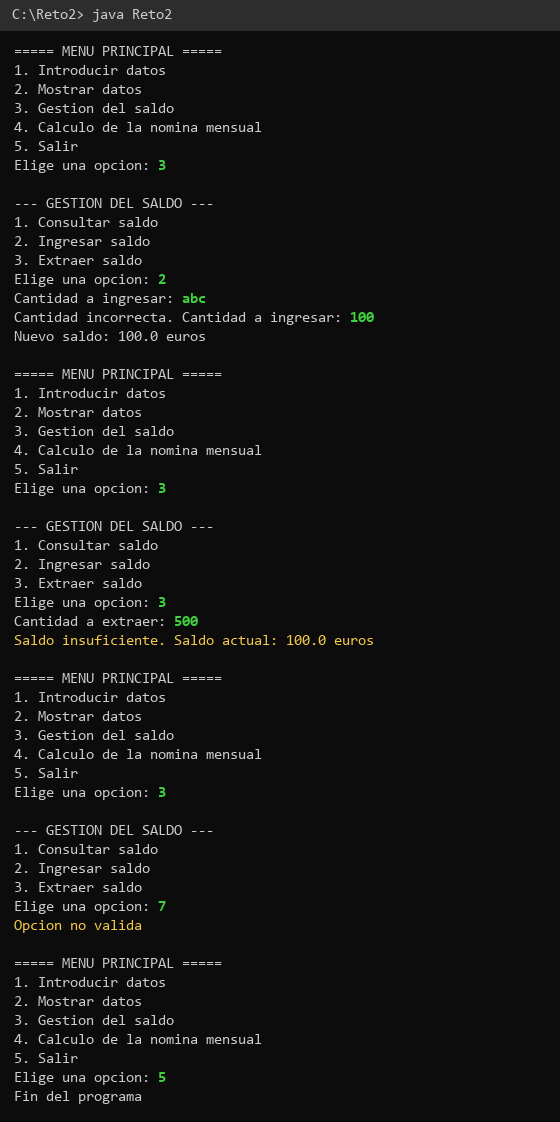 C:\Reto2> java Reto2
===== MENU PRINCIPAL =====
1. Introducir datos
2. Mostrar datos
3. Gestion del saldo
4. Calculo de la nomina mensual
5. Salir
Elige una opcion: 3
--- GESTION DEL SALDO ---
1. Consultar saldo
2. Ingresar saldo
3. Extraer saldo
Elige una opcion: 2
Cantidad a ingresar: abc
Cantidad incorrecta. Cantidad a ingresar: 100
Nuevo saldo: 100.0 euros
===== MENU PRINCIPAL =====
1. Introducir datos
2. Mostrar datos
3. Gestion del saldo
4. Calculo de la nomina mensual
5. Salir
Elige una opcion: 3
--- GESTION DEL SALDO ---
1. Consultar saldo
2. Ingresar saldo
3. Extraer saldo
Elige una opcion: 3
Cantidad a extraer: 500
Saldo insuficiente. Saldo actual: 100.0 euros
===== MENU PRINCIPAL =====
1. Introducir datos
2. Mostrar datos
3. Gestion del saldo
4. Calculo de la nomina mensual
5. Salir
Elige una opcion: 3
--- GESTION DEL SALDO ---
1. Consultar saldo
2. Ingresar saldo
3. Extraer saldo
Elige una opcion: 7
Opcion no valida
===== MENU PRINCIPAL =====
1. Introducir datos
2. Mostrar datos
3. Gestion del saldo
4. Calculo de la nomina mensual
5. Salir
Elige una opcion: 5
Fin del programa